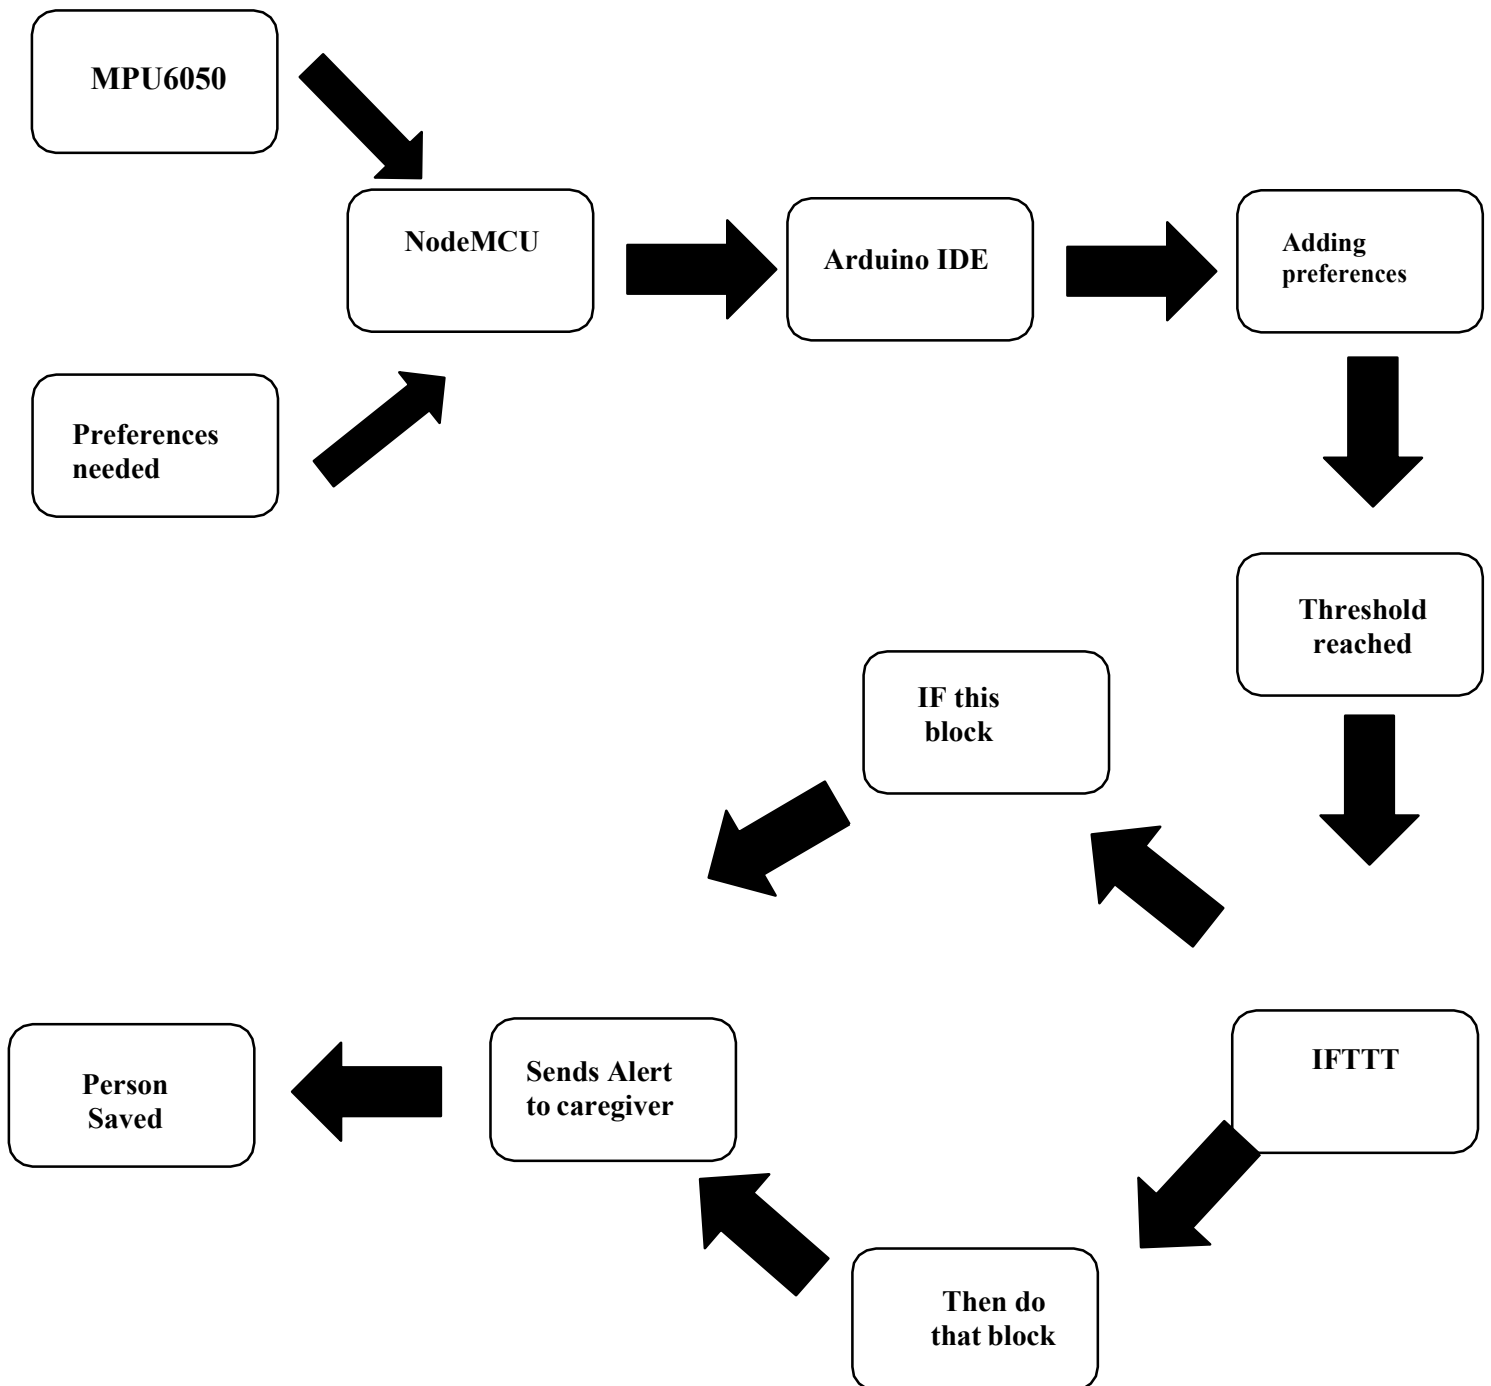 MPU6050
NodeMCU
Arduino IDE
Adding
preferences
Preferences
needed
Threshold
reached
IF this
block
IFTTT
Sends Alert
to caregiver
Person
Saved
Then do
that block